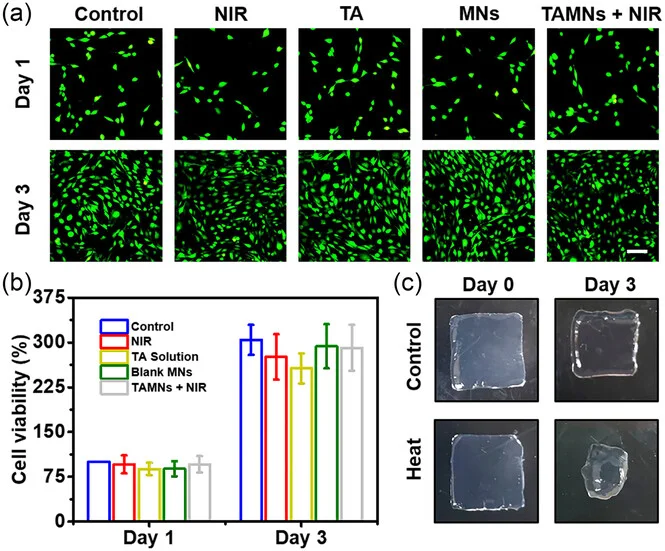 (a)
Control NIR TA MNs TAMNs + NIR
Day 1
Day 3
(b)
Cell viability (%)
375
300
225
150
75
0
Control
NIR
TA Solution
Blank MNs
TAMNs + NIR
Day 1 Day 3
(c)
Day 0 Day 3
Control
Heat